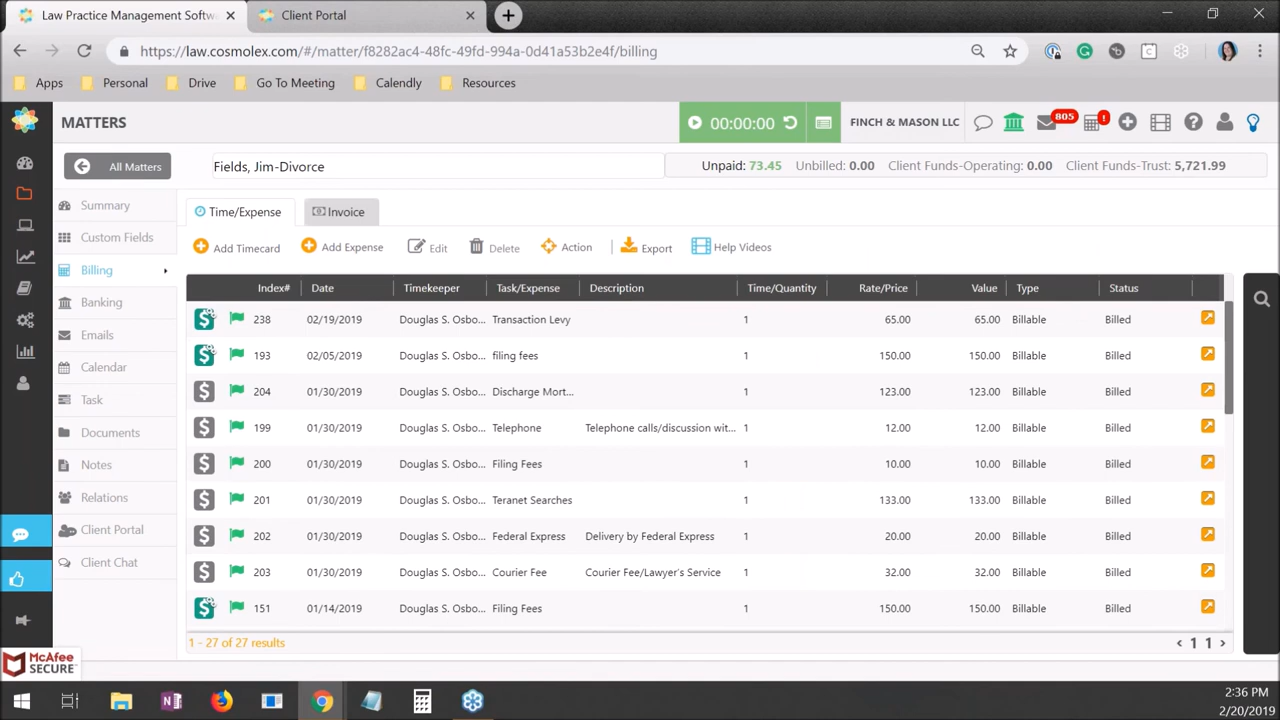 Law Practice Management Softw
Client Portal
https://law.cosmolex.com/#/matter/f8282ac4-48fc-49fd-994a-0d41a53b2e4f/billing
Apps Personal Drive Go To Meeting Calendly Resources
MATTERS 00:00:00 FINCH & MASON LLC 805 !
All Matters Fields, Jim-Divorce Unpaid: 73.45 Unbilled: 0.00 Client Funds-Operating: 0.00 Client Funds-Trust: 5,721.99
Summary
Custom Fields
Billing
Banking
Emails
Calendar
Task
Documents
Notes
Relations
Client Portal
Client Chat
Time/Expense Invoice
Add Timecard Add Expense Edit Delete Action Export Help Videos
Index# Date Timekeeper Task/Expense Description Time/Quantity Rate/Price Value Type Status
238 02/19/2019 Douglas S. Osbo... Transaction Levy 1 65.00 65.00 Billable Billed
193 02/05/2019 Douglas S. Osbo... filing fees 1 150.00 150.00 Billable Billed
204 01/30/2019 Douglas S. Osbo... Discharge Mort... 1 123.00 123.00 Billable Billed
199 01/30/2019 Douglas S. Osbo... Telephone Telephone calls/discussion wit... 1 12.00 12.00 Billable Billed
200 01/30/2019 Douglas S. Osbo... Filing Fees 1 10.00 10.00 Billable Billed
201 01/30/2019 Douglas S. Osbo... Teranet Searches 1 133.00 133.00 Billable Billed
202 01/30/2019 Douglas S. Osbo... Federal Express Delivery by Federal Express 1 20.00 20.00 Billable Billed
203 01/30/2019 Douglas S. Osbo... Courier Fee Courier Fee/Lawyer's Service 1 32.00 32.00 Billable Billed
151 01/14/2019 Douglas S. Osbo... Filing Fees 1 150.00 150.00 Billable Billed
1 - 27 of 27 results
< 1 1 >
McAfee
SECURE
2:36 PM
2/20/2019